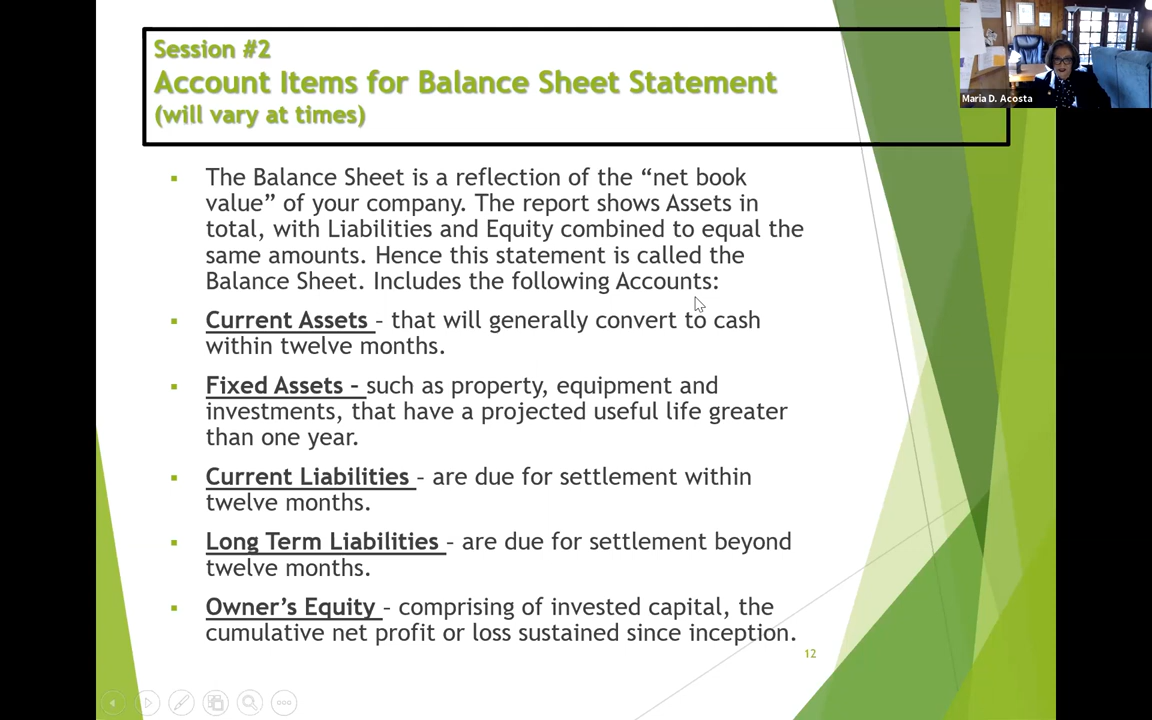 Session #2
Account Items for Balance Sheet Statement
(will vary at times)
Maria D. Acosta
▪ The Balance Sheet is a reflection of the “net book
value” of your company. The report shows Assets in
total, with Liabilities and Equity combined to equal the
same amounts. Hence this statement is called the
Balance Sheet. Includes the following Accounts:
▪ Current Assets – that will generally convert to cash
within twelve months.
▪ Fixed Assets – such as property, equipment and
investments, that have a projected useful life greater
than one year.
▪ Current Liabilities – are due for settlement within
twelve months.
▪ Long Term Liabilities – are due for settlement beyond
twelve months.
▪ Owner’s Equity – comprising of invested capital, the
cumulative net profit or loss sustained since inception.
12